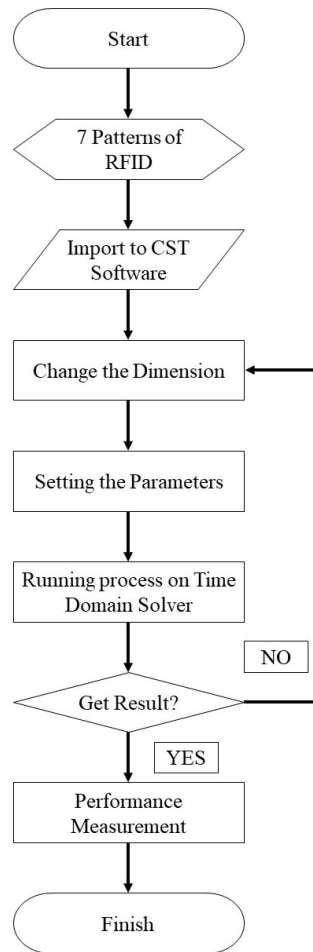 Start
7 Patterns of
RFID
Import to CST
Software
Change the Dimension
Setting the Parameters
Running process on Time
Domain Solver
NO
Get Result?
YES
Performance
Measurement
Finish